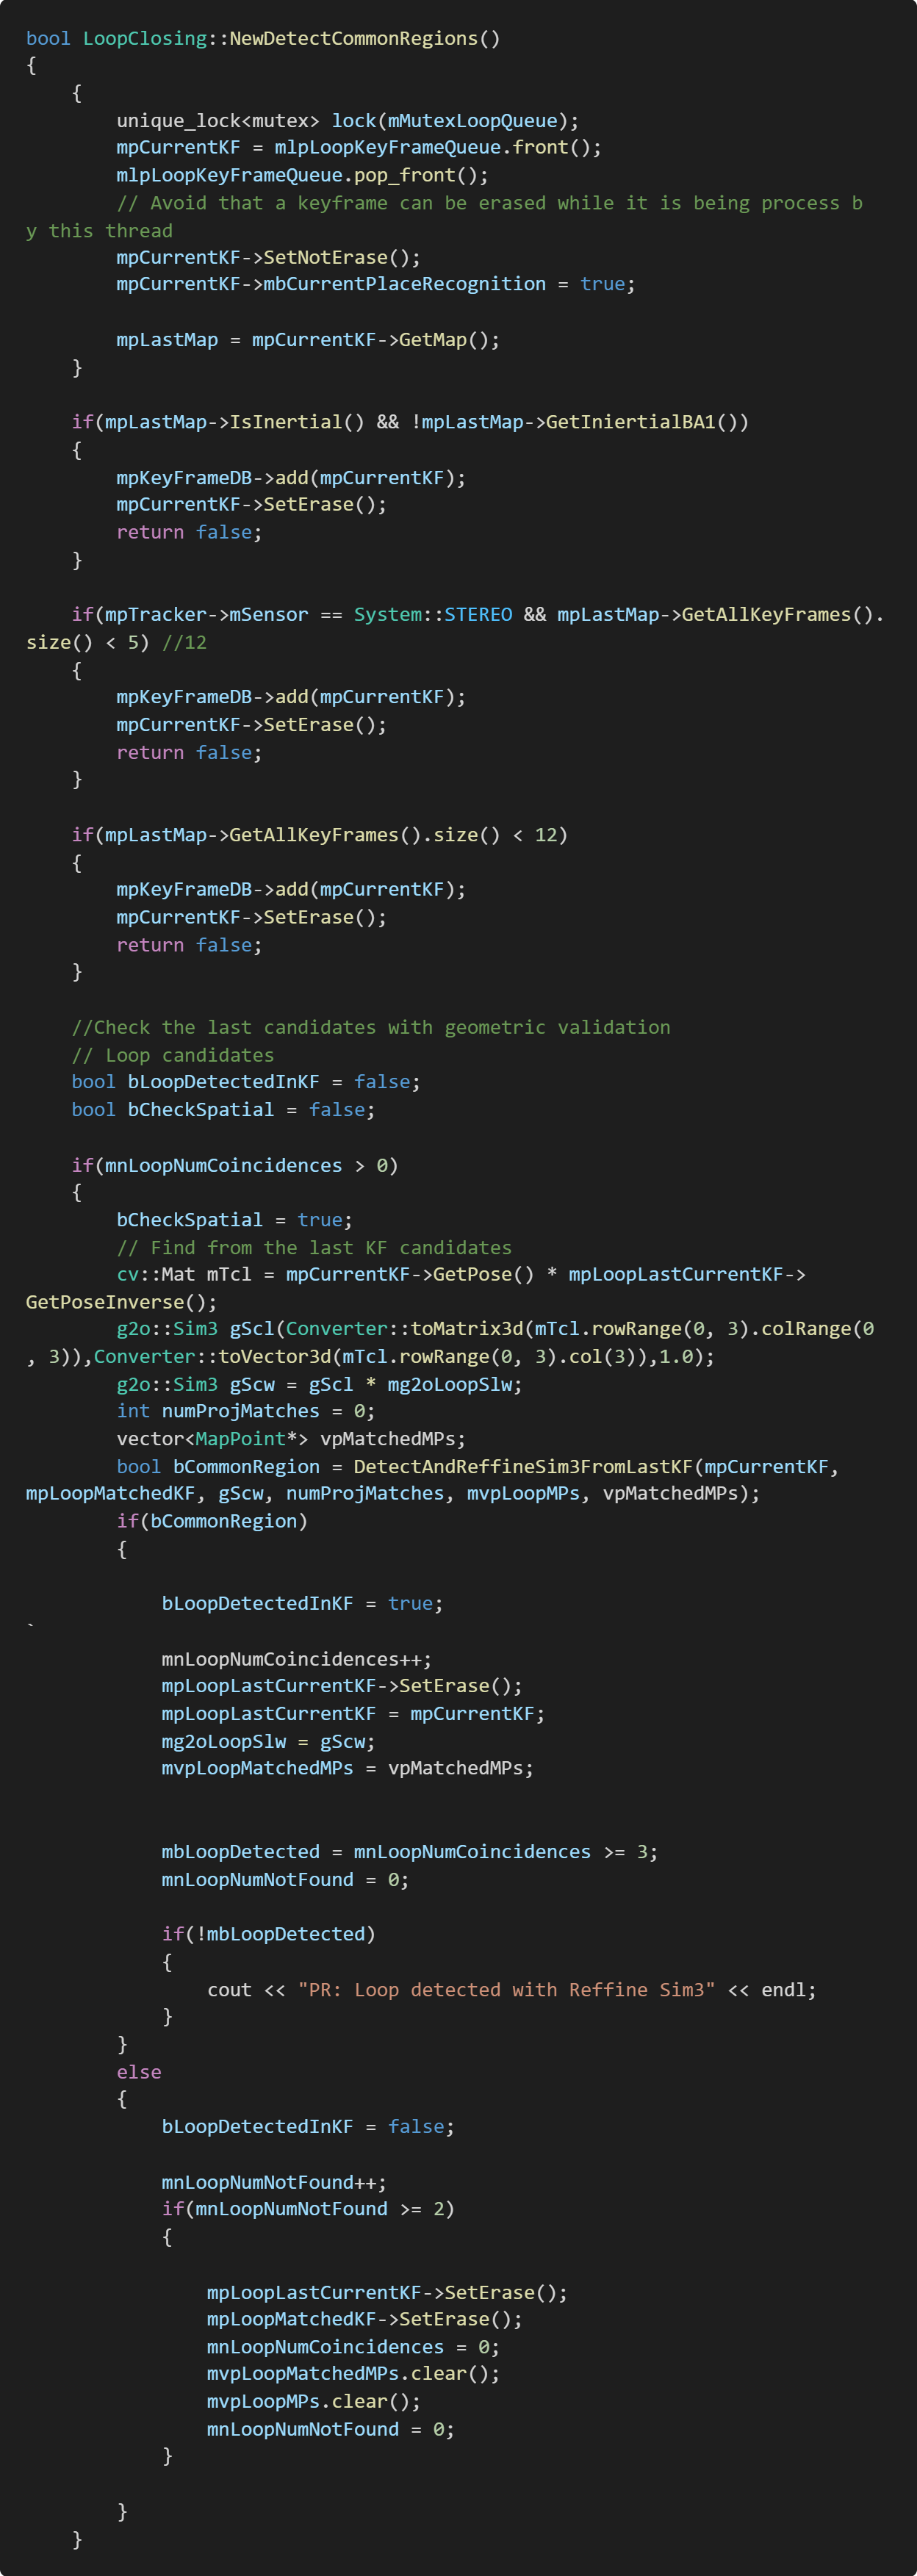 bool LoopClosing::NewDetectCommonRegions()
{
    {
        unique_lock<mutex> lock(mMutexLoopQueue);
        mpCurrentKF = mlpLoopKeyFrameQueue.front();
        mlpLoopKeyFrameQueue.pop_front();
        // Avoid that a keyframe can be erased while it is being process b
y this thread
        mpCurrentKF->SetNotErase();
        mpCurrentKF->mbCurrentPlaceRecognition = true;

        mpLastMap = mpCurrentKF->GetMap();
    }

    if(mpLastMap->IsInertial() && !mpLastMap->GetIniertialBA1())
    {
        mpKeyFrameDB->add(mpCurrentKF);
        mpCurrentKF->SetErase();
        return false;
    }

    if(mpTracker->mSensor == System::STEREO && mpLastMap->GetAllKeyFrames().
size() < 5) //12
    {
        mpKeyFrameDB->add(mpCurrentKF);
        mpCurrentKF->SetErase();
        return false;
    }

    if(mpLastMap->GetAllKeyFrames().size() < 12)
    {
        mpKeyFrameDB->add(mpCurrentKF);
        mpCurrentKF->SetErase();
        return false;
    }

    //Check the last candidates with geometric validation
    // Loop candidates
    bool bLoopDetectedInKF = false;
    bool bCheckSpatial = false;

    if(mnLoopNumCoincidences > 0)
    {
        bCheckSpatial = true;
        // Find from the last KF candidates
        cv::Mat mTcl = mpCurrentKF->GetPose() * mpLoopLastCurrentKF->
GetPoseInverse();
        g2o::Sim3 gScl(Converter::toMatrix3d(mTcl.rowRange(0, 3).colRange(0
, 3)),Converter::toVector3d(mTcl.rowRange(0, 3).col(3)),1.0);
        g2o::Sim3 gScw = gScl * mg2oLoopSlw;
        int numProjMatches = 0;
        vector<MapPoint*> vpMatchedMPs;
        bool bCommonRegion = DetectAndReffineSim3FromLastKF(mpCurrentKF,
mpLoopMatchedKF, gScw, numProjMatches, mvpLoopMPs, vpMatchedMPs);
        if(bCommonRegion)
        {

            bLoopDetectedInKF = true;
`
            mnLoopNumCoincidences++;
            mpLoopLastCurrentKF->SetErase();
            mpLoopLastCurrentKF = mpCurrentKF;
            mg2oLoopSlw = gScw;
            mvpLoopMatchedMPs = vpMatchedMPs;


            mbLoopDetected = mnLoopNumCoincidences >= 3;
            mnLoopNumNotFound = 0;

            if(!mbLoopDetected)
            {
                cout << "PR: Loop detected with Reffine Sim3" << endl;
            }
        }
        else
        {
            bLoopDetectedInKF = false;

            mnLoopNumNotFound++;
            if(mnLoopNumNotFound >= 2)
            {

                mpLoopLastCurrentKF->SetErase();
                mpLoopMatchedKF->SetErase();
                mnLoopNumCoincidences = 0;
                mvpLoopMatchedMPs.clear();
                mvpLoopMPs.clear();
                mnLoopNumNotFound = 0;
            }

        }
    }